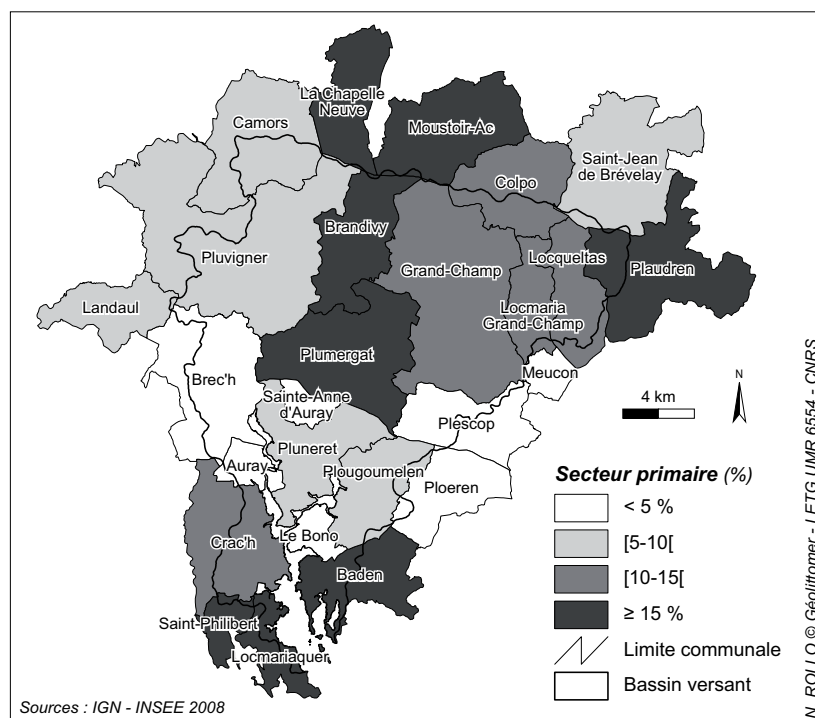 La Chapelle
Neuve
Camors
Moustoir-Ac
Saint-Jean
de Brévelay
Colpo
Brandivy
Pluvigner
Grand-Champ
Locqueltas
Plaudren
Landaul
Locmaria
Grand-Champ
Plumergat
Meucon
Brec'h
Sainte-Anne
d'Auray
Plescop
Pluneret
Auray
Plougoumelen
Ploeren
Le Bono
Crac'h
Baden
Saint-Philibert
Locmariaquer
N
4 km
Secteur primaire (%)
< 5 %
[5-10[
[10-15[
≥ 15 %
Limite communale
Bassin versant
Sources : IGN - INSEE 2008
N. ROLLO © Géolittomer - LETG UMR 6554 - CNRS